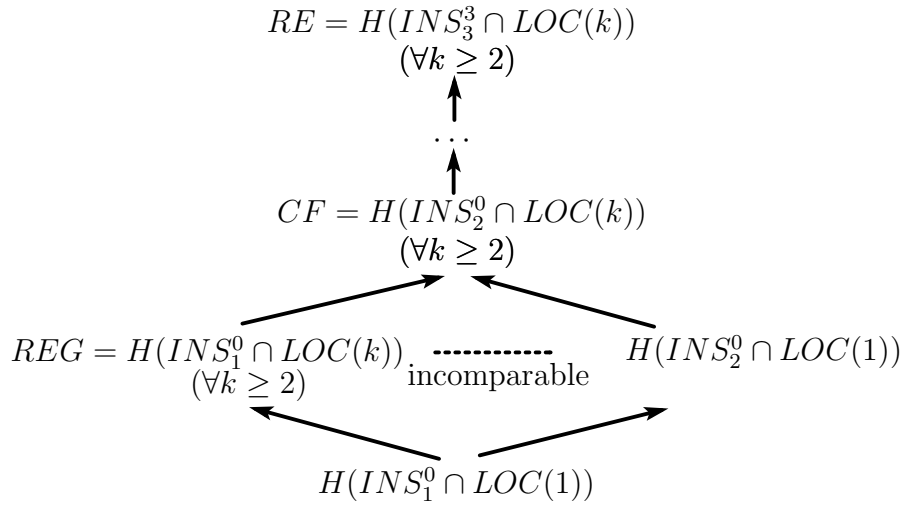 RE = H(INS_3^3 ∩ LOC(k))
(∀k ≥ 2)
...
CF = H(INS_2^0 ∩ LOC(k))
(∀k ≥ 2)
REG = H(INS_1^0 ∩ LOC(k))
(∀k ≥ 2)
incomparable
H(INS_2^0 ∩ LOC(1))
H(INS_1^0 ∩ LOC(1))